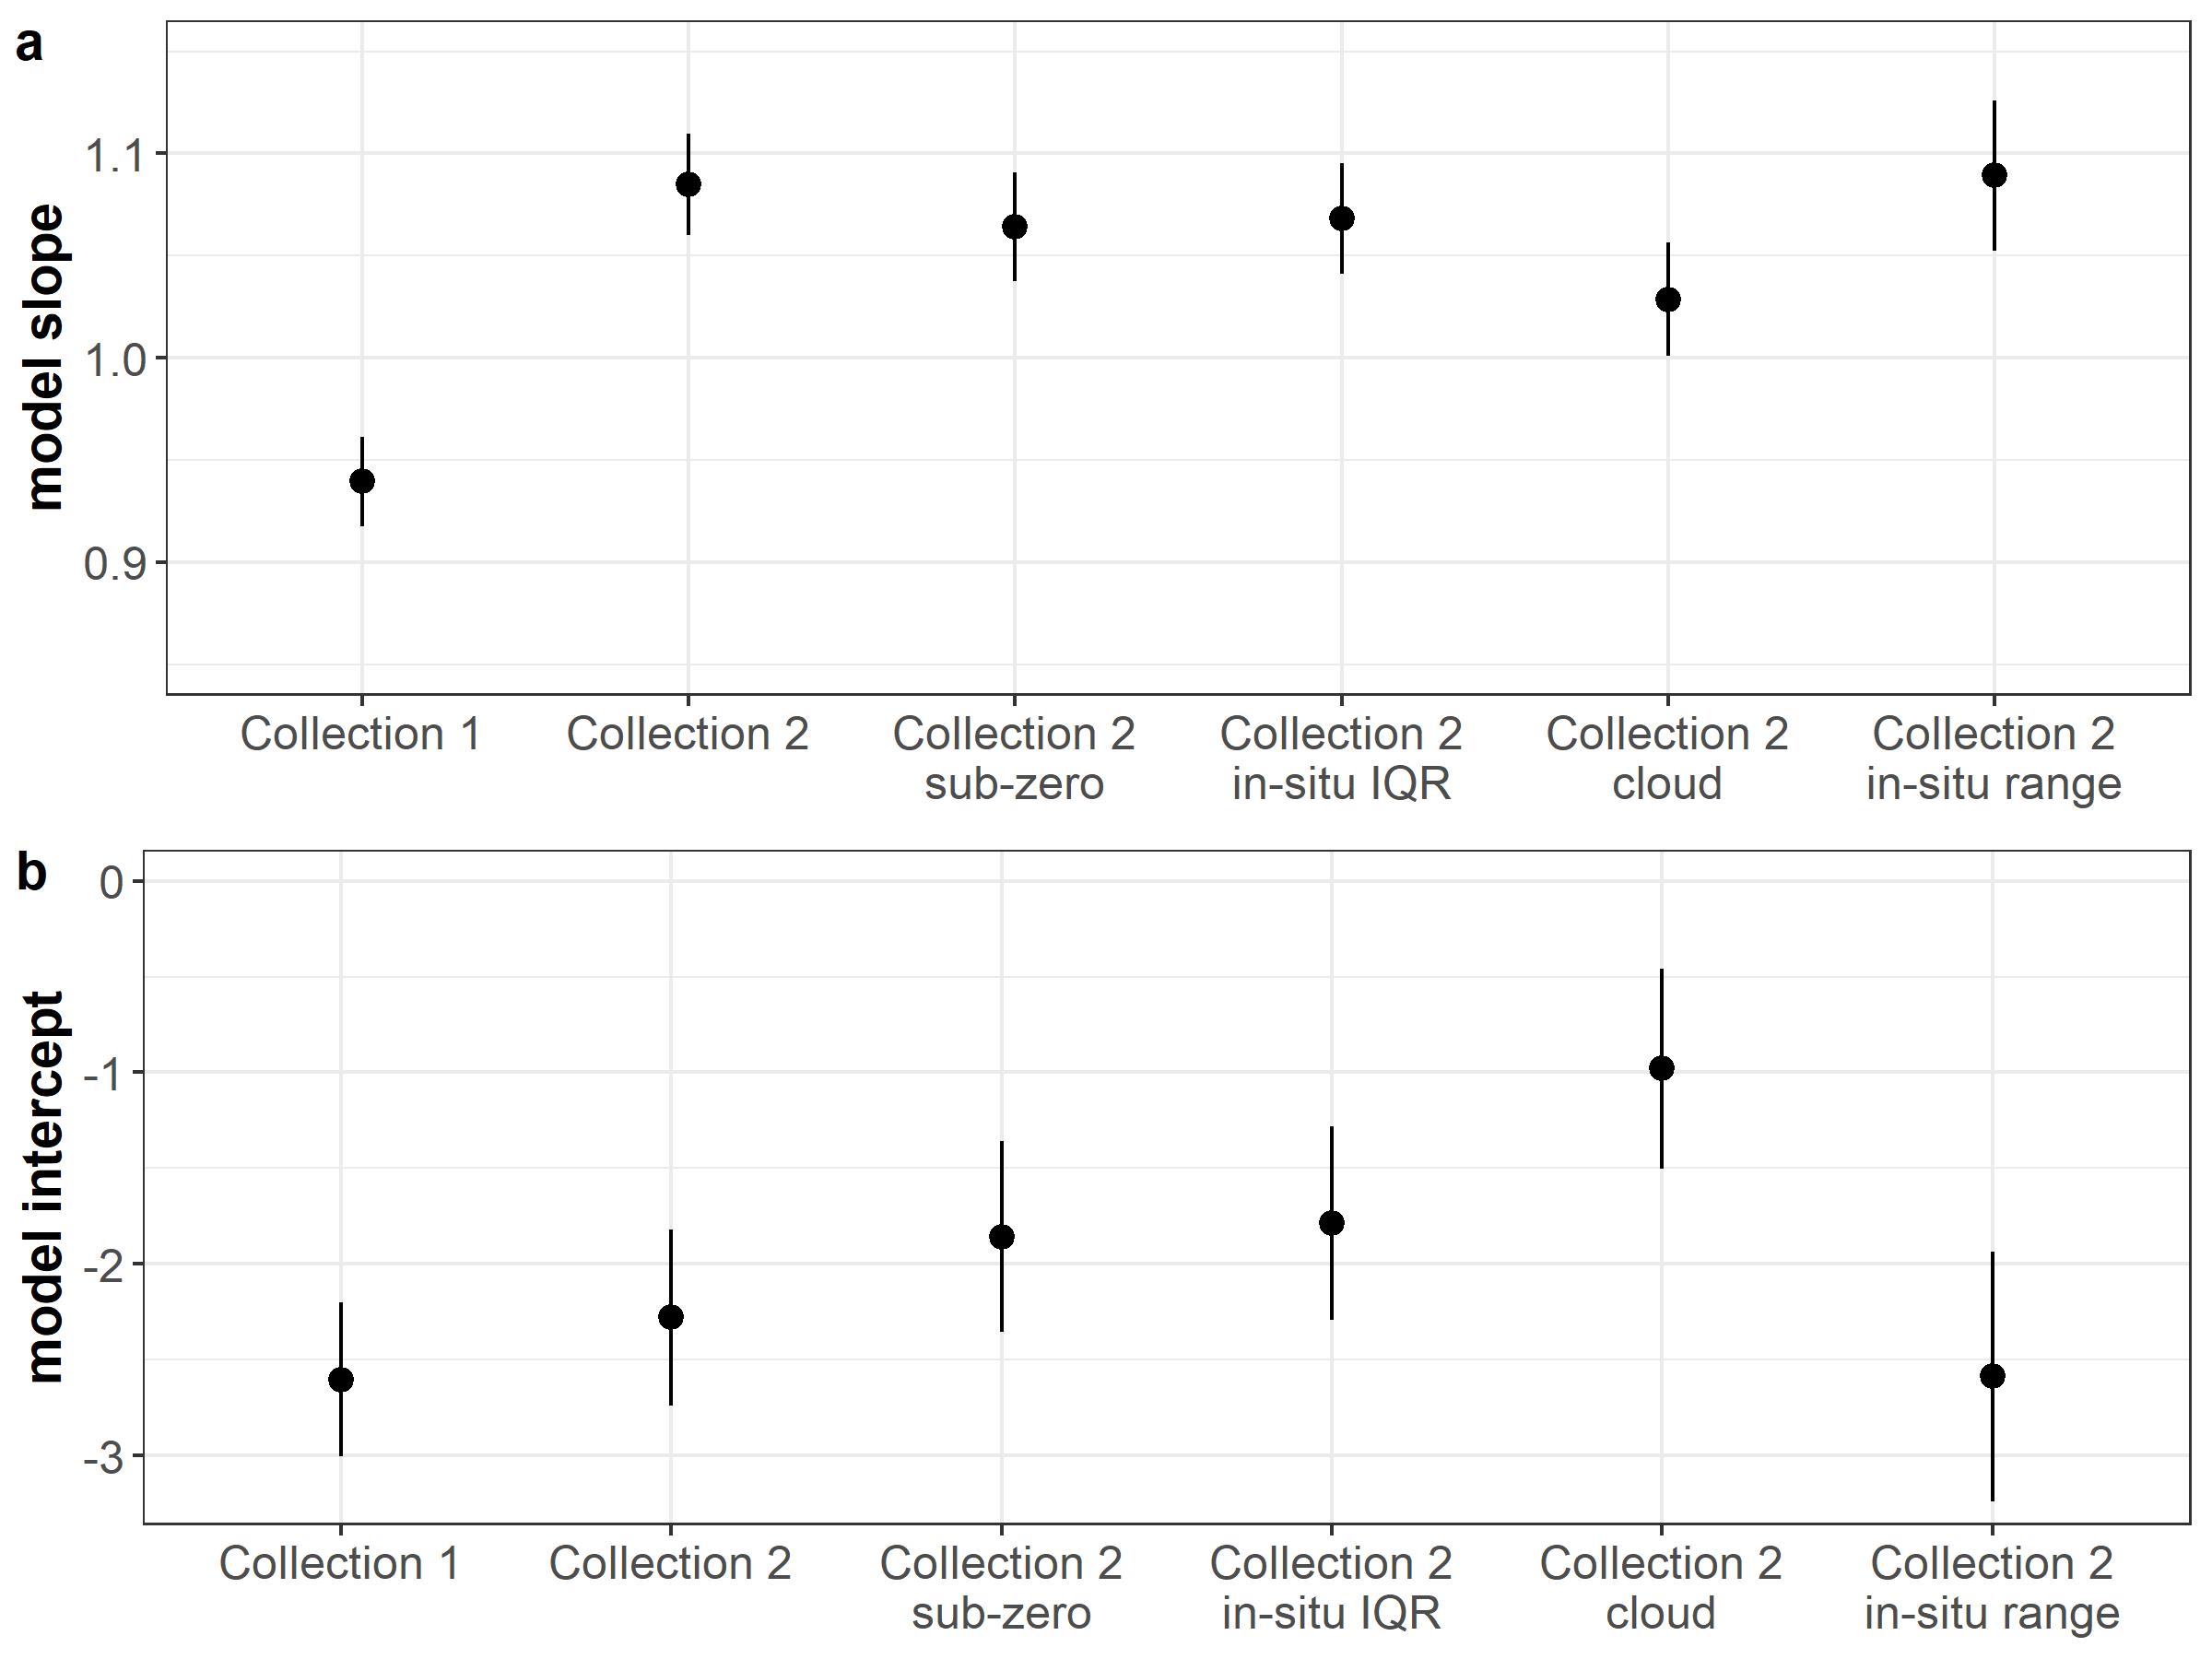 a
model slope
1.1
1.0
0.9
Collection 1
Collection 2
Collection 2
sub-zero
Collection 2
in-situ IQR
Collection 2
cloud
Collection 2
in-situ range
b
model intercept
0
-1
-2
-3
Collection 1
Collection 2
Collection 2
sub-zero
Collection 2
in-situ IQR
Collection 2
cloud
Collection 2
in-situ range